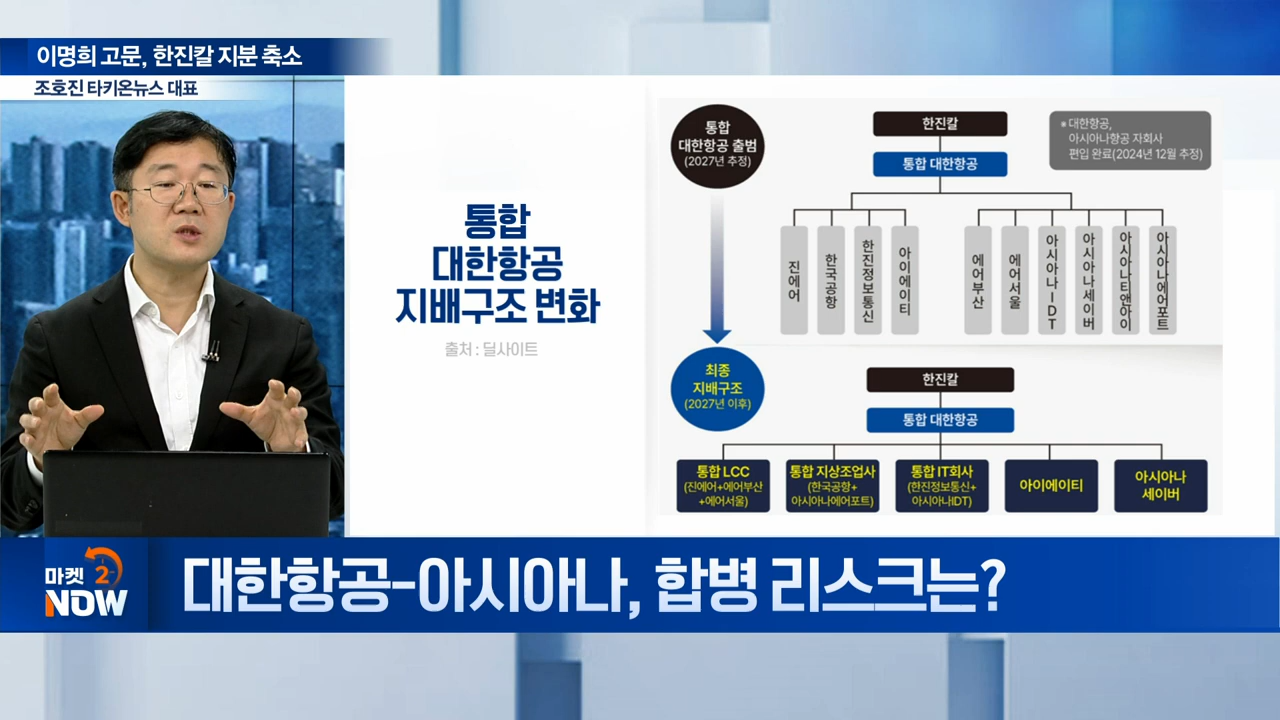 이명희 고문, 한진칼 지분 축소
조호진 타키온뉴스 대표
통합
대한항공
지배구조 변화
출처 : 딜사이트
통합
대한항공 출범
(2027년 추정)
한진칼
통합 대한항공
* 대한항공,
아시아나항공 자회사
편입 완료(2024년 12월 추정)
진에어
한국공항
한진정보통신
아이에이티
에어부산
에어서울
아시아나IDT
아시아나세이버
아시아나티앤아이
아시아나에어포트
최종
지배구조
(2027년 이후)
한진칼
통합 대한항공
통합 LCC
(진에어+에어부산
+에어서울)
통합 지상조업사
(한국공항+
아시아나에어포트)
통합 IT회사
(한진정보통신+
아시아나IDT)
아이에이티
아시아나
세이버
마켓 2
NOW
대한항공-아시아나, 합병 리스크는?